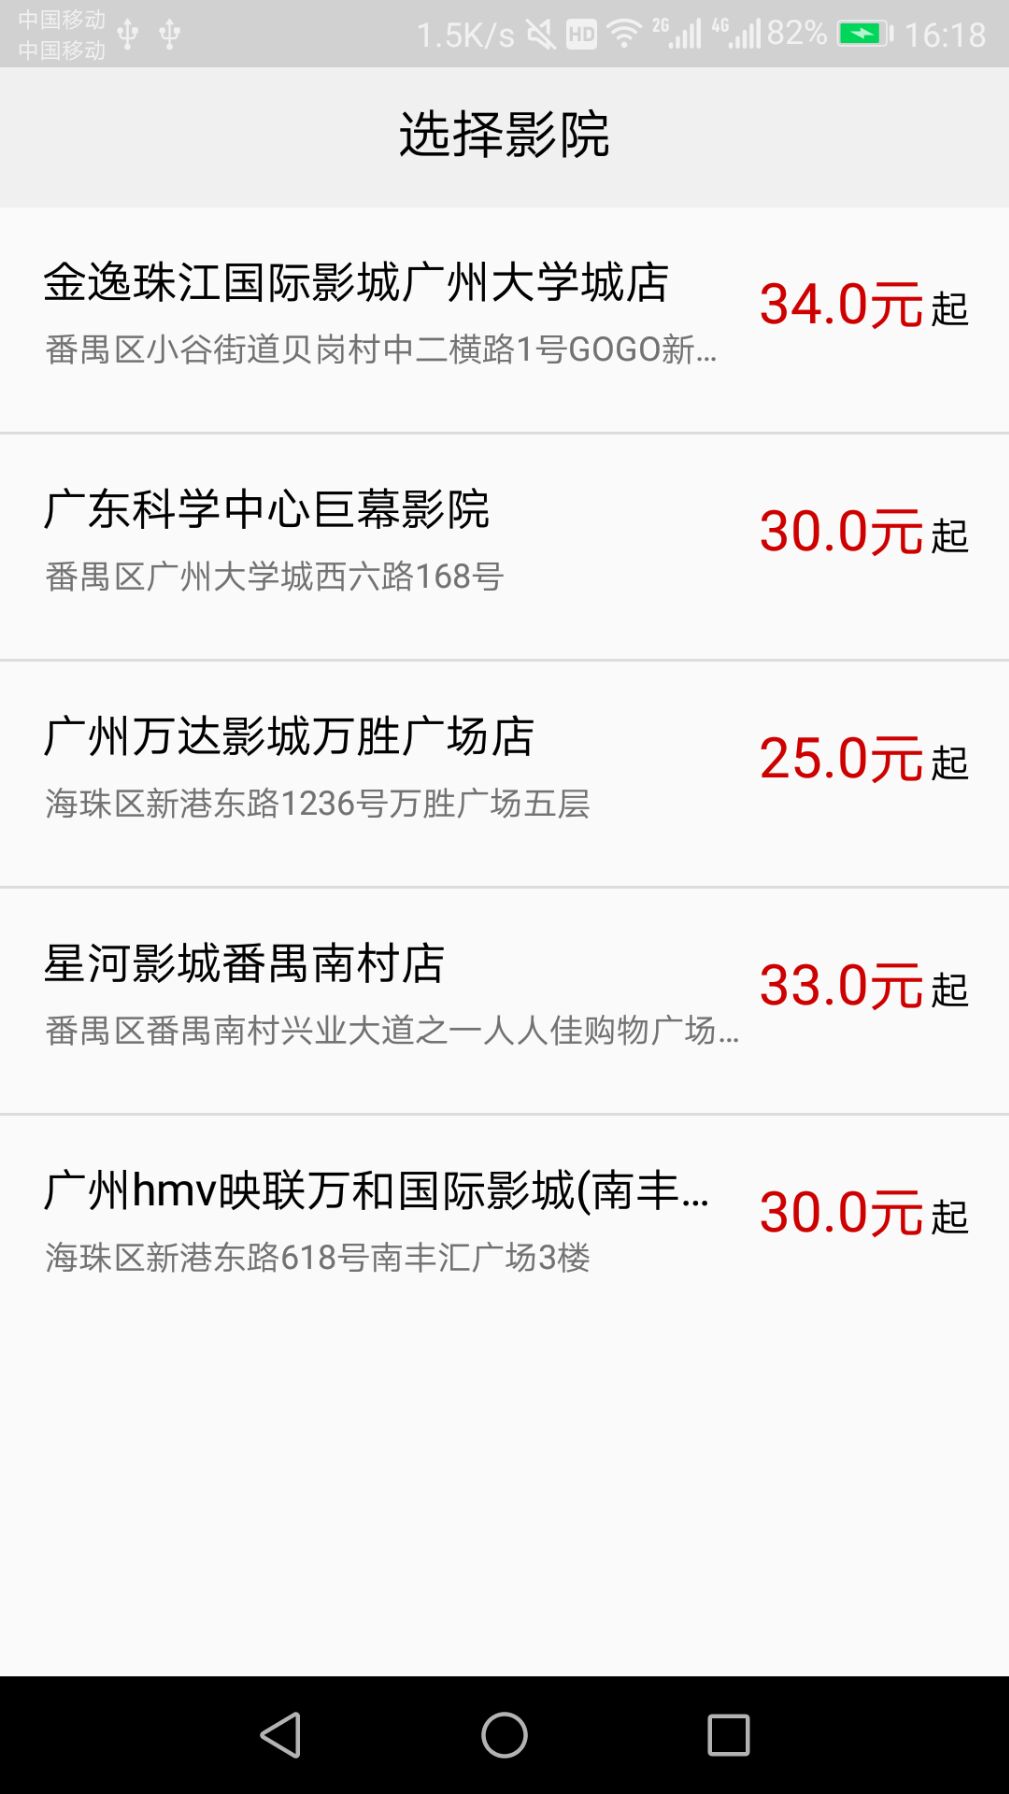 中国移动
中国移动
1.5K/s HD 2G 4G 82% 16:18
选择影院
金逸珠江国际影城广州大学城店
34.0元起
番禺区小谷街道贝岗村中二横路1号GOGO新...
广东科学中心巨幕影院
30.0元起
番禺区广州大学城西六路168号
广州万达影城万胜广场店
25.0元起
海珠区新港东路1236号万胜广场五层
星河影城番禺南村店
33.0元起
番禺区番禺南村兴业大道之一人人佳购物广场...
广州hmv映联万和国际影城(南丰...
30.0元起
海珠区新港东路618号南丰汇广场3楼